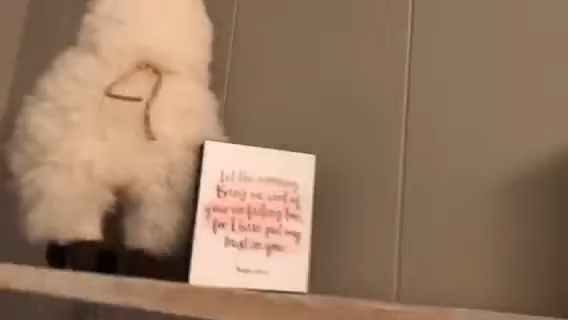 Let the morning
Bring me word of
your unfailing love,
for I have put my
trust in you.